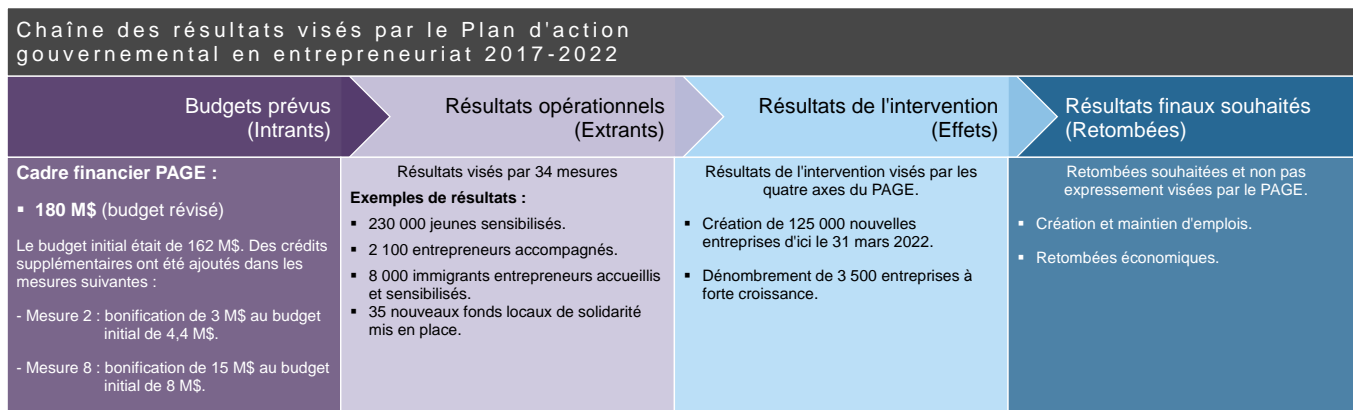 Chaîne des résultats visés par le Plan d'action
gouvernemental en entrepreneuriat 2017-2022
Budgets prévus
(Intrants)
Résultats opérationnels
(Extrants)
Résultats de l'intervention
(Effets)
Résultats finaux souhaités
(Retombées)
Cadre financier PAGE :
▪ 180 M$ (budget révisé)
Le budget initial était de 162 M$. Des crédits
supplémentaires ont été ajoutés dans les
mesures suivantes :
- Mesure 2 : bonification de 3 M$ au budget
initial de 4,4 M$.
- Mesure 8 : bonification de 15 M$ au budget
initial de 8 M$.
Résultats visés par 34 mesures
Exemples de résultats :
▪ 230 000 jeunes sensibilisés.
▪ 2 100 entrepreneurs accompagnés.
▪ 8 000 immigrants entrepreneurs accueillis
et sensibilisés.
▪ 35 nouveaux fonds locaux de solidarité
mis en place.
Résultats de l'intervention visés par les
quatre axes du PAGE.
▪ Création de 125 000 nouvelles
entreprises d'ici le 31 mars 2022.
▪ Dénombrement de 3 500 entreprises à
forte croissance.
Retombées souhaitées et non pas
expressement visées par le PAGE.
▪ Création et maintien d'emplois.
▪ Retombées économiques.